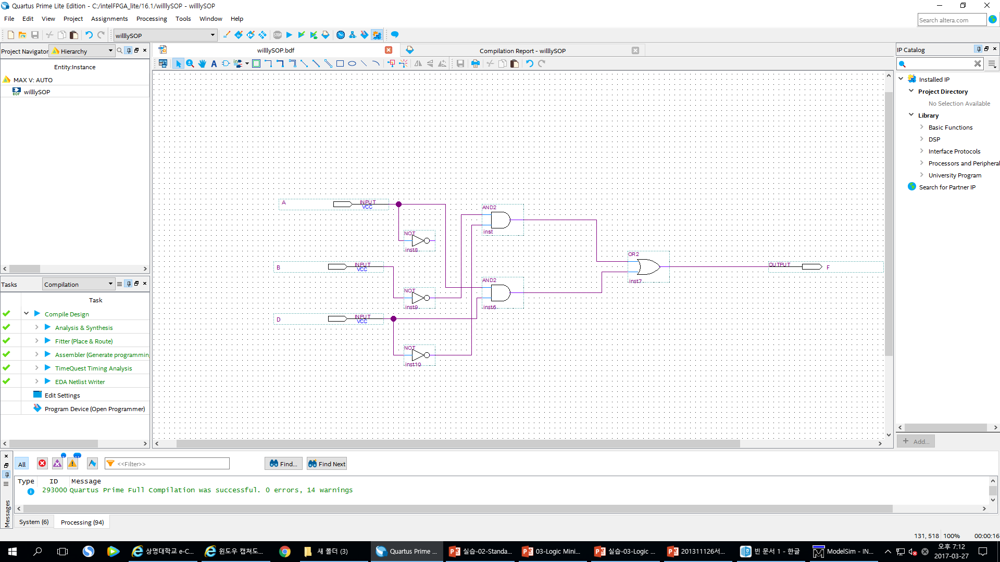 Quartus Prime Lite Edition - C:/intelFPGA_lite/16.1/willlySOP - willlySOP
File Edit View Project Assignments Processing Tools Window Help
Search altera.com
willlySOP
STOP
Project Navigator Hierarchy
willlySOP.bdf
Compilation Report - willlySOP
IP Catalog
Entity:Instance
MAX V: AUTO
BDF willlySOP
Installed IP
Project Directory
No Selection Available
Library
Basic Functions
DSP
Interface Protocols
Processors and Peripheral
University Program
Search for Partner IP
Add...
A INPUT
VCC
NOT
inst8
B INPUT
VCC
NOT
inst9
D INPUT
VCC
NOT
inst10
AND2
inst
AND2
inst6
OR2
inst7
OUTPUT F
Tasks Compilation
Task
Compile Design
Analysis & Synthesis
Fitter (Place & Route)
Assembler (Generate programmin
TimeQuest Timing Analysis
EDA Netlist Writer
Edit Settings
Program Device (Open Programmer)
All <<Filter>> Find... Find Next
Type ID Message
293000 Quartus Prime Full Compilation was successful. 0 errors, 14 warnings
Messages
System (6) Processing (94)
131, 518 100% 00:00:16
상명대학교 e-C... 윈도우 캡쳐도... 새 폴더 (3) Quartus Prime ... 실습-02-Standa... 03-Logic Mini... 실습-03-Logic ... 201311126서... 빈 문서 1 - 한글 ModelSim - IN...
오후 7:12
2017-03-27